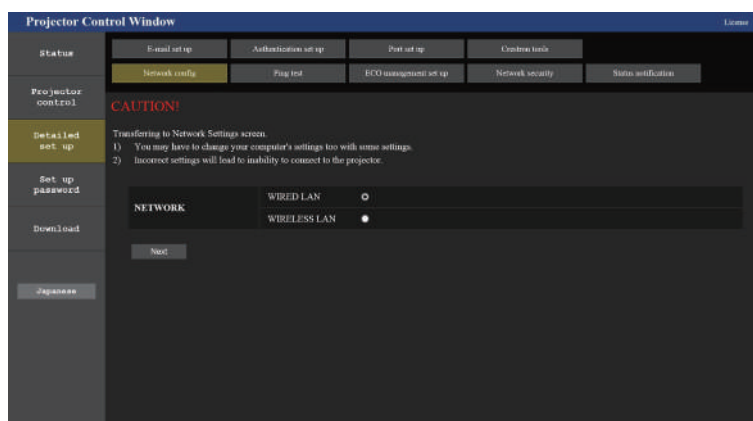 Projector Control Window
License
Status
E-mail set up
Authentication set up
Port set up
Crestron tools
Network config
Ping test
ECO management set up
Network security
Status notification
Projector
control
CAUTION!
Detailed
set up
Transferring to Network Settings screen.
1) You may have to change your computer's settings too with some settings.
2) Incorrect settings will lead to inability to connect to the projector.
Set up
password
NETWORK
WIRED LAN
WIRELESS LAN
Download
Next
Japanese